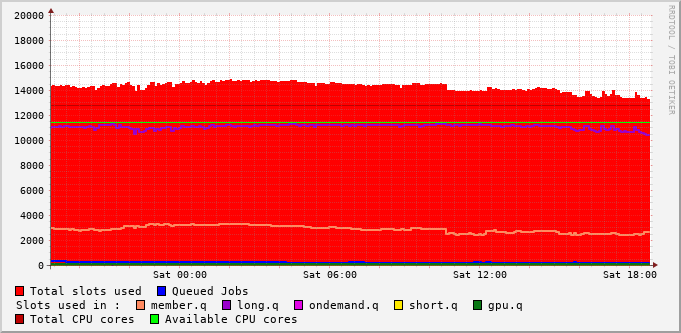 RRDTOOL / TOBI OETIKER
20000
18000
16000
14000
12000
10000
8000
6000
4000
2000
0
Sat 00:00 Sat 06:00 Sat 12:00 Sat 18:00
Total slots used Queued Jobs
Slots used in : member.q long.q ondemand.q short.q gpu.q
Total CPU cores Available CPU cores